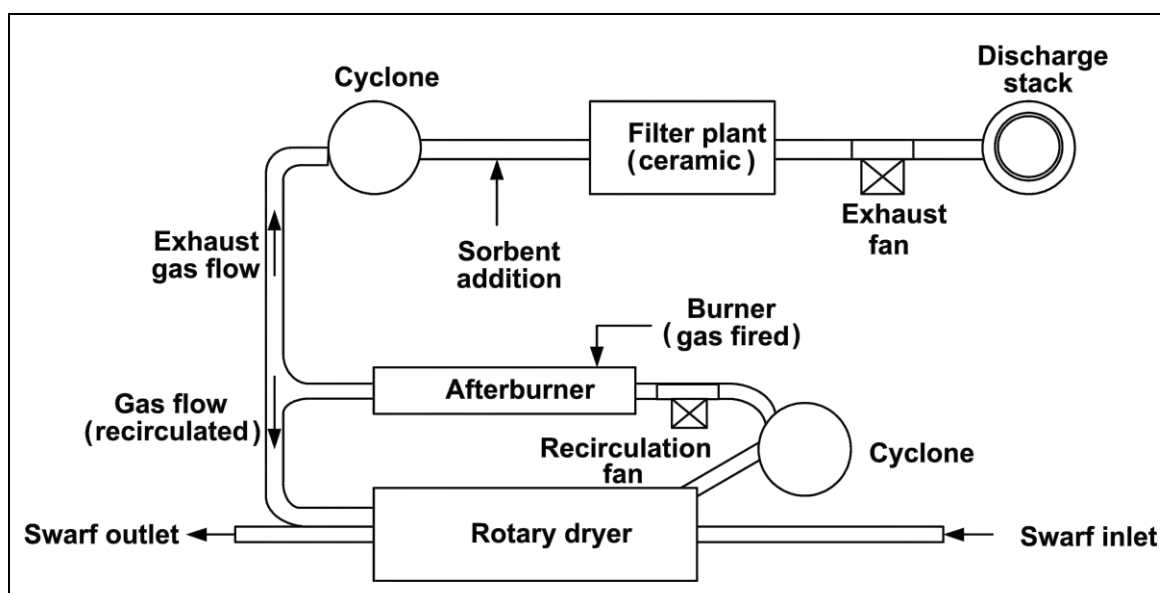 Cyclone
Discharge
stack
Filter plant
(ceramic)
Exhaust
fan
Sorbent
addition
Exhaust
gas flow
Burner
(gas fired)
Afterburner
Gas flow
(recirculated)
Recirculation
fan
Cyclone
Swarf outlet
Rotary dryer
Swarf inlet